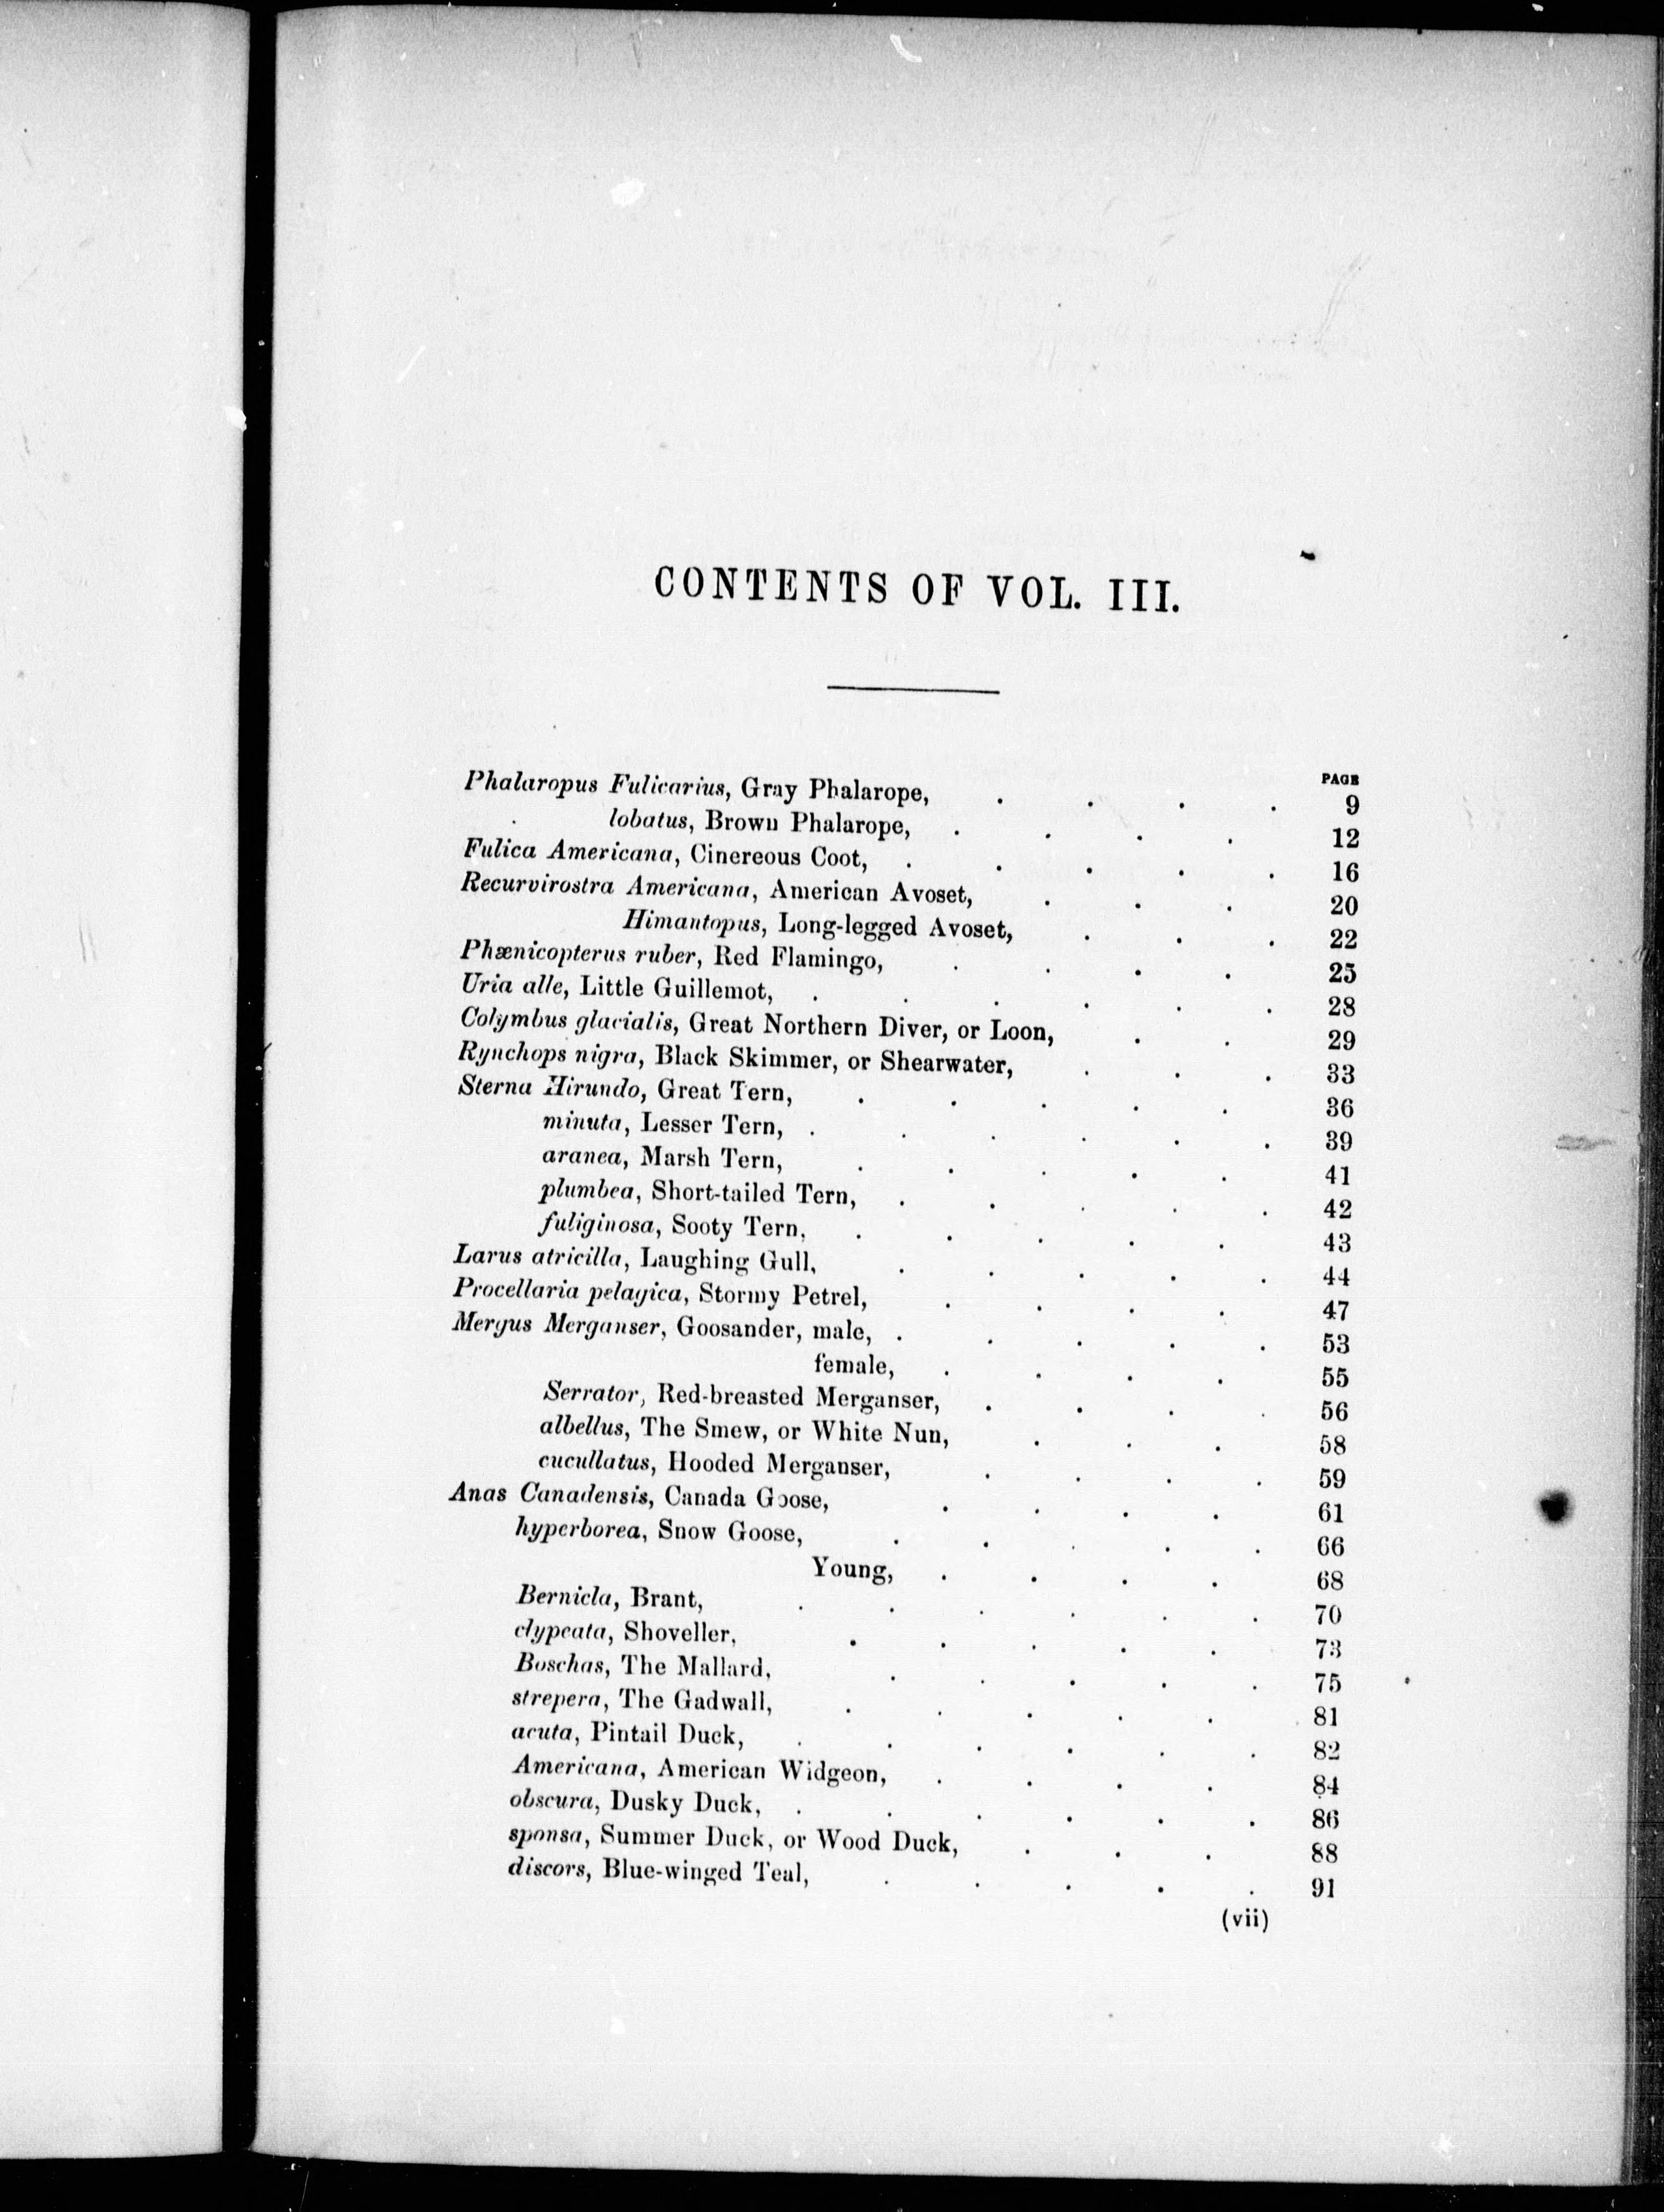 CONTENTS OF VOL. III.
PAGE
Phalaropus Fulicarius, Gray Phalarope, . . . . 9
lobatus, Brown Phalarope, . . . . 12
Fulica Americana, Cinereous Coot, . . . . . 16
Recurvirostra Americana, American Avoset, . . . 20
Himantopus, Long-legged Avoset, . . . 22
Phænicopterus ruber, Red Flamingo, . . . . 25
Uria alle, Little Guillemot, . . . . . . 28
Colymbus glacialis, Great Northern Diver, or Loon, . . 29
Rynchops nigra, Black Skimmer, or Shearwater, . . . 33
Sterna Hirundo, Great Tern, . . . . . 36
minuta, Lesser Tern, . . . . . . 39
aranea, Marsh Tern, . . . . . 41
plumbea, Short-tailed Tern, . . . . . 42
fuliginosa, Sooty Tern, . . . . . 43
Larus atricilla, Laughing Gull, . . . . . 44
Procellaria pelagica, Stormy Petrel, . . . . 47
Mergus Merganser, Goosander, male, . . . . . 53
female, . . . . 55
Serrator, Red-breasted Merganser, . . . . 56
albellus, The Smew, or White Nun, . . . 58
cucullatus, Hooded Merganser, . . . . 59
Anas Canadensis, Canada Goose, . . . . 61
hyperborea, Snow Goose, . . . . . 66
Young, . . . . 68
Bernicla, Brant, . . . . . . 70
clypeata, Shoveller, . . . . . 73
Boschas, The Mallard, . . . . . 75
strepera, The Gadwall, . . . . . 81
acuta, Pintail Duck, . . . . . . 82
Americana, American Widgeon, . . . . 84
obscura, Dusky Duck, . . . . . . 86
sponsa, Summer Duck, or Wood Duck, . . . 88
discors, Blue-winged Teal, . . . . . 91
(vii)